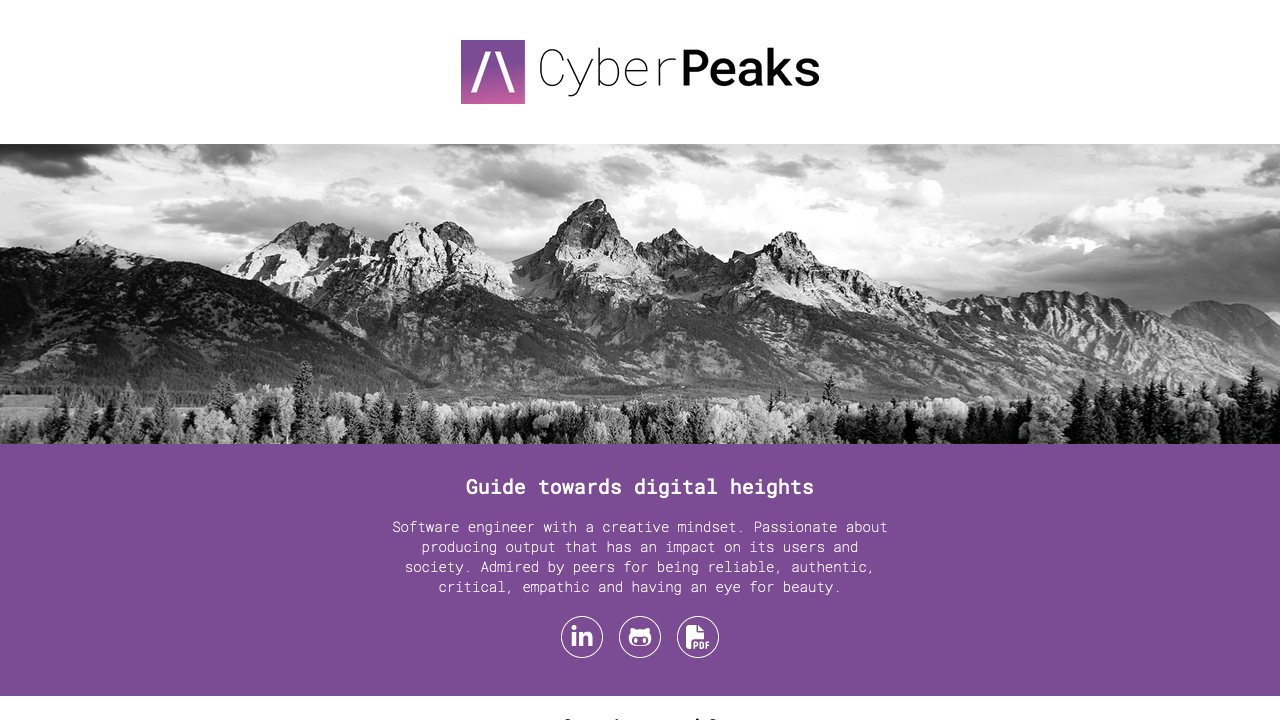 CyberPeaks
Guide towards digital heights
Software engineer with a creative mindset. Passionate about
producing output that has an impact on its users and
society. Admired by peers for being reliable, authentic,
critical, empathic and having an eye for beauty.
in
PDF